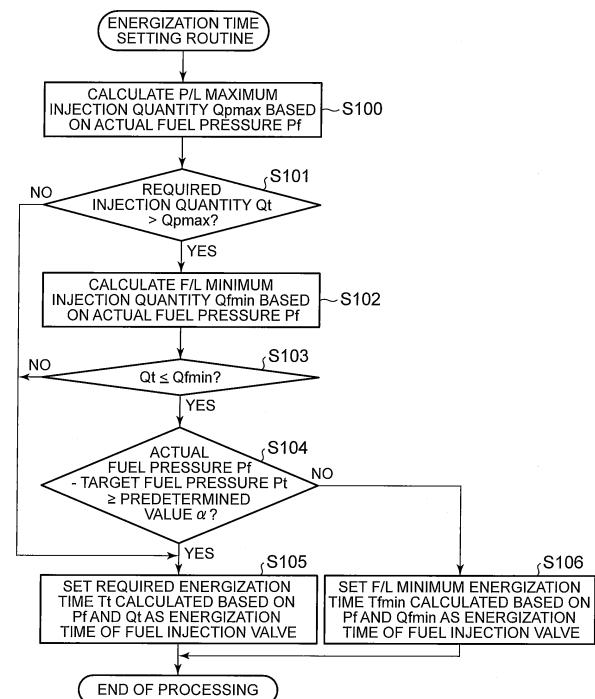 ENERGIZATION TIME
SETTING ROUTINE
CALCULATE P/L MAXIMUM
INJECTION QUANTITY Qpmax BASED
ON ACTUAL FUEL PRESSURE Pf
S100
S101
NO
REQUIRED
INJECTION QUANTITY Qt
> Qpmax?
YES
CALCULATE F/L MINIMUM
INJECTION QUANTITY Qfmin BASED
ON ACTUAL FUEL PRESSURE Pf
S102
S103
NO
Qt ≤ Qfmin?
YES
S104
ACTUAL
FUEL PRESSURE Pf
- TARGET FUEL PRESSURE Pt
≥ PREDETERMINED
VALUE α?
NO
YES
S105
SET REQUIRED ENERGIZATION
TIME Tt CALCULATED BASED ON
Pf AND Qt AS ENERGIZATION
TIME OF FUEL INJECTION VALVE
S106
SET F/L MINIMUM ENERGIZATION
TIME Tfmin CALCULATED BASED ON
Pf AND Qfmin AS ENERGIZATION
TIME OF FUEL INJECTION VALVE
END OF PROCESSING